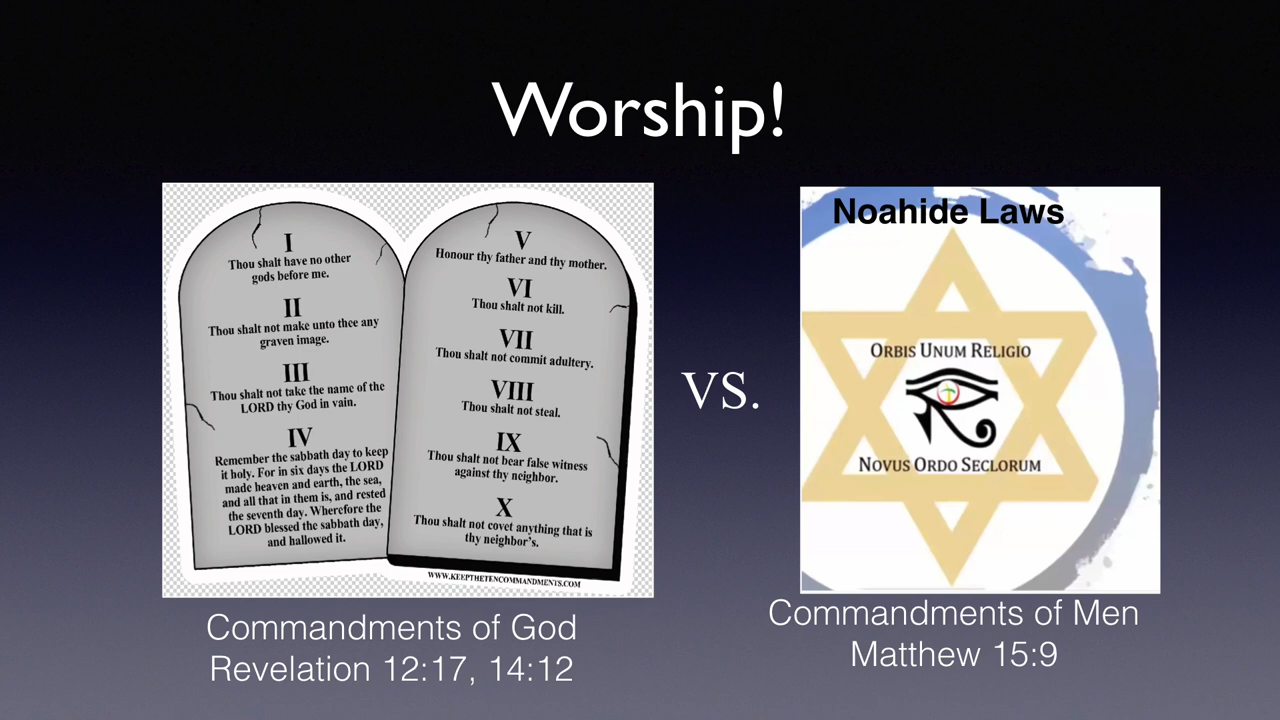 Worship!
I
Thou shalt have no other
gods before me.
II
Thou shalt not make unto thee any
graven image.
III
Thou shalt not take the name of the
LORD thy God in vain.
IV
Remember the sabbath day to keep
it holy. For in six days the LORD
made heaven and earth, the sea,
and all that in them is, and rested
the seventh day. Wherefore the
LORD blessed the sabbath day,
and hallowed it.
V
Honour thy father and thy mother.
VI
Thou shalt not kill.
VII
Thou shalt not commit adultery.
VIII
Thou shalt not steal.
IX
Thou shalt not bear false witness
against thy neighbor.
X
Thou shalt not covet anything that is
thy neighbor's.
WWW.KEEPTHETENCOMMANDMENTS.COM
vs.
Noahide Laws
ORBIS UNUM RELIGIO
NOVUS ORDO SECLORUM
Commandments of God
Revelation 12:17, 14:12
Commandments of Men
Matthew 15:9